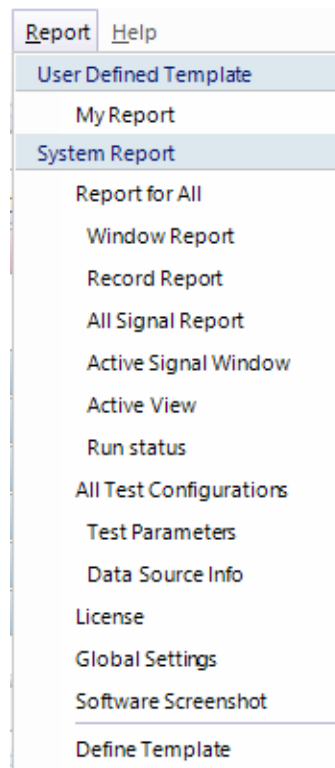 Report Help
User Defined Template
My Report
System Report
Report for All
Window Report
Record Report
All Signal Report
Active Signal Window
Active View
Run status
All Test Configurations
Test Parameters
Data Source Info
License
Global Settings
Software Screenshot
Define Template